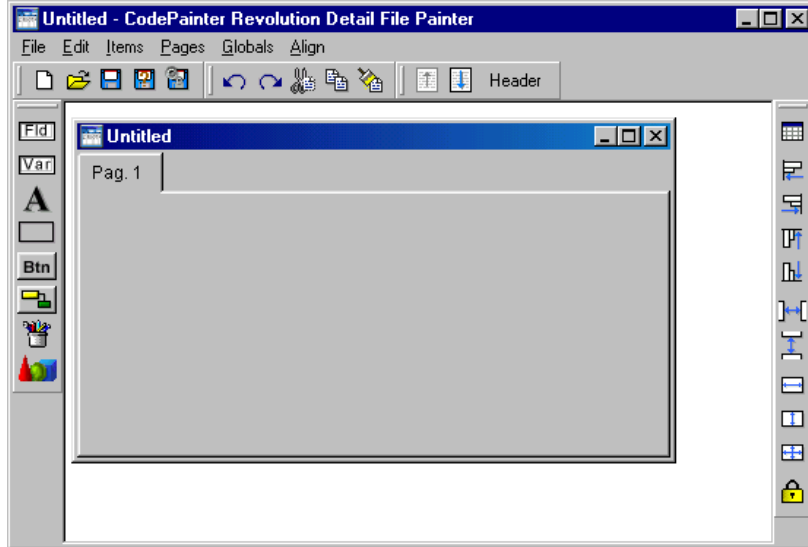 Untitled - CodePainter Revolution Detail File Painter
File Edit Items Pages Globals Align
Header
Fld
Untitled
Var
Pag. 1
A
Btn